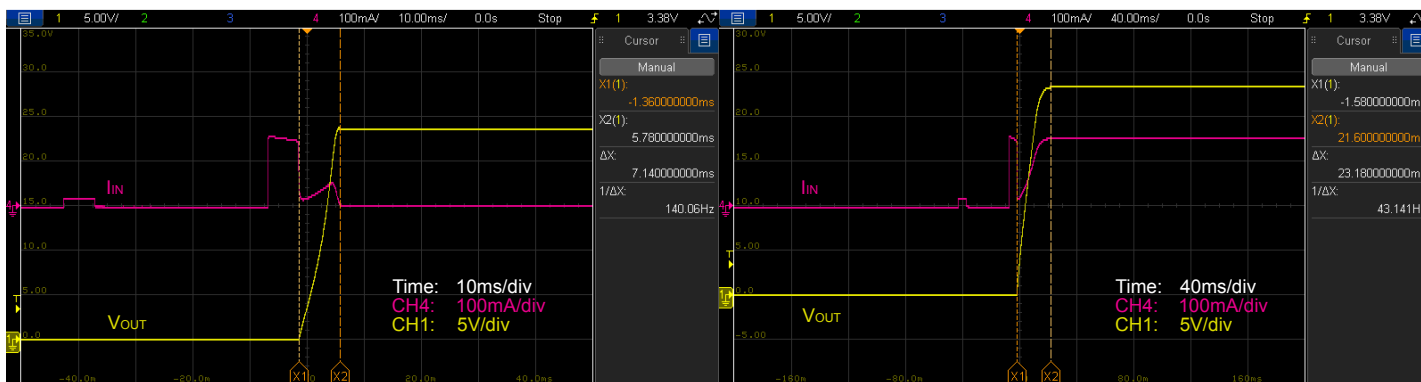 1 5.00V/ 2 3 4 100mA/ 10.00ms/ 0.0s Stop 1 3.38V
35.0V
30.0
25.0
20.0
15.0
10.0
5.00
0.0
IIN
VOUT
4
T
1
Time: 10ms/div
CH4: 100mA/div
CH1: 5V/div
X1 X2
-40.0m -20.0m 20.0m 40.0ms
Cursor
Manual
X1(1):
-1.360000000ms
X2(1):
5.780000000ms
ΔX:
7.140000000ms
1/ΔX:
140.06Hz
1 5.00V/ 2 3 4 100mA/ 40.00ms/ 0.0s Stop 1 3.38V
30.0V
25.0
20.0
15.0
10.0
5.00
-5.00
IIN
VOUT
4
T
1
Time: 40ms/div
CH4: 100mA/div
CH1: 5V/div
X1 X2
-160m -80.0m 80.0m 160ms
Cursor
Manual
X1(1):
-1.580000000m
X2(1):
21.600000000m
ΔX:
23.180000000m
1/ΔX:
43.141H